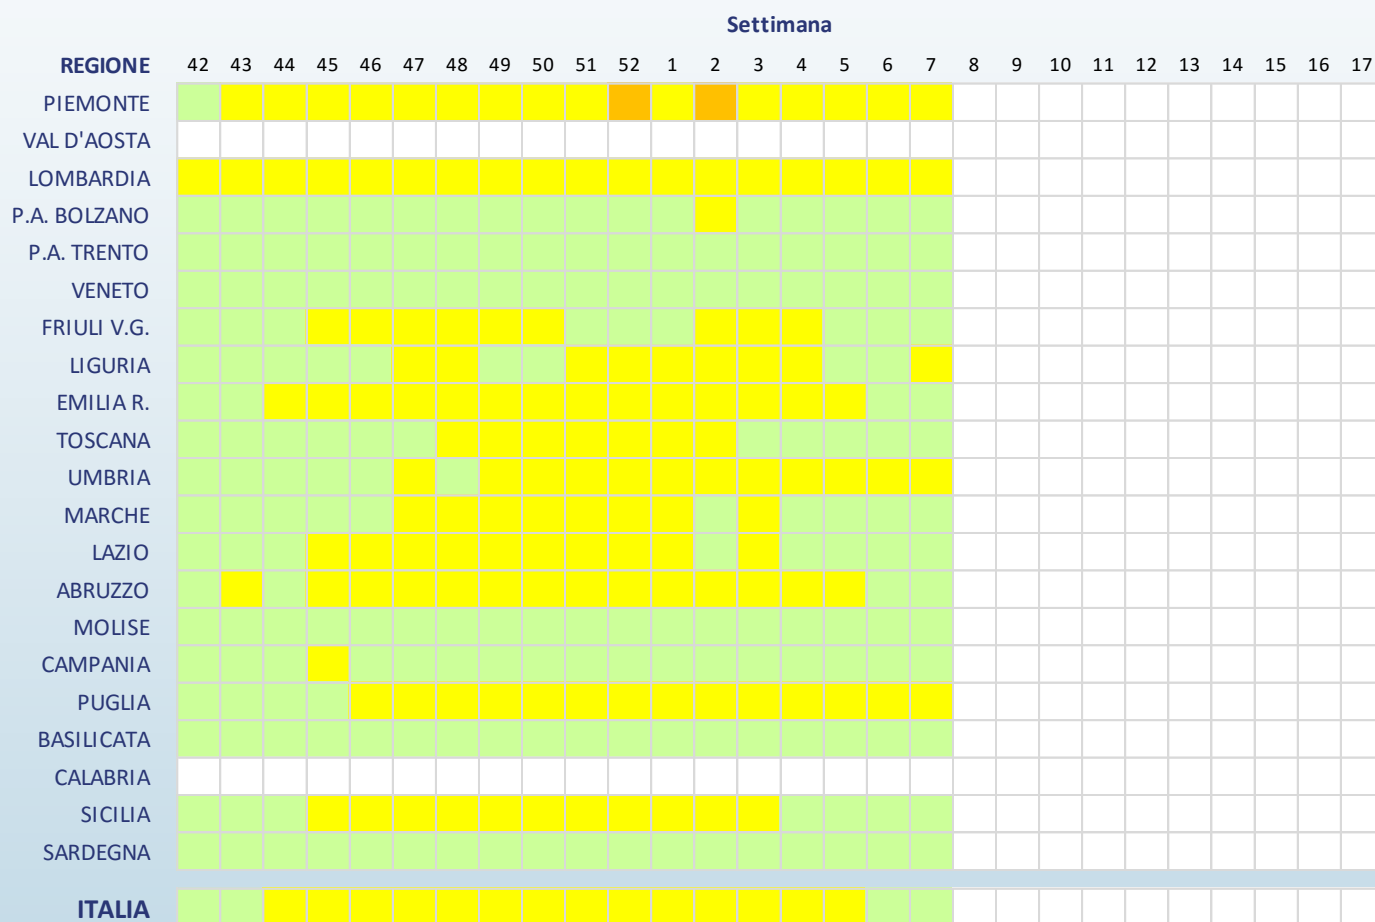 Settimana
REGIONE 42 43 44 45 46 47 48 49 50 51 52 1 2 3 4 5 6 7 8 9 10 11 12 13 14 15 16 17
PIEMONTE
VAL D'AOSTA
LOMBARDIA
P.A. BOLZANO
P.A. TRENTO
VENETO
FRIULI V.G.
LIGURIA
EMILIA R.
TOSCANA
UMBRIA
MARCHE
LAZIO
ABRUZZO
MOLISE
CAMPANIA
PUGLIA
BASILICATA
CALABRIA
SICILIA
SARDEGNA
ITALIA